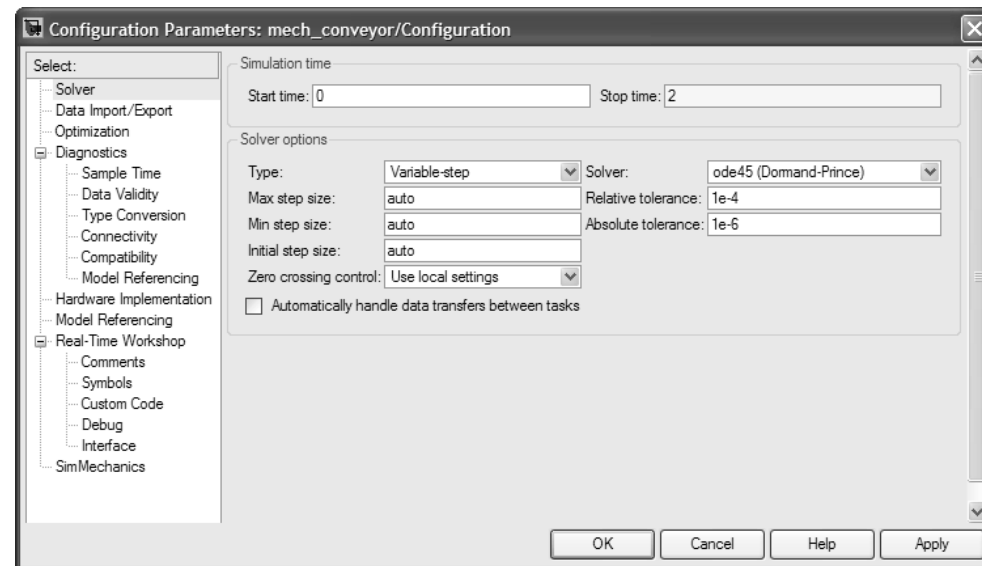 Configuration Parameters: mech_conveyor/Configuration
Select:
Solver
Data Import/Export
Optimization
Diagnostics
Sample Time
Data Validity
Type Conversion
Connectivity
Compatibility
Model Referencing
Hardware Implementation
Model Referencing
Real-Time Workshop
Comments
Symbols
Custom Code
Debug
Interface
SimMechanics
Simulation time
Start time: 0 Stop time: 2
Solver options
Type: Variable-step Solver: ode45 (Dormand-Prince)
Max step size: auto Relative tolerance: 1e-4
Min step size: auto Absolute tolerance: 1e-6
Initial step size: auto
Zero crossing control: Use local settings
Automatically handle data transfers between tasks
OK Cancel Help Apply